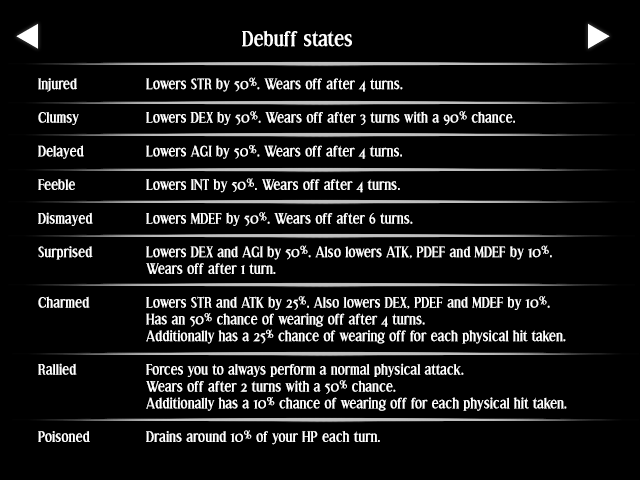 Debuff states
Injured Lowers STR by 50%. Wears off after 4 turns.
Clumsy Lowers DEX by 50%. Wears off after 3 turns with a 90% chance.
Delayed Lowers AGI by 50%. Wears off after 4 turns.
Feeble Lowers INT by 50%. Wears off after 4 turns.
Dismayed Lowers MDEF by 50%. Wears off after 6 turns.
Surprised Lowers DEX and AGI by 50%. Also lowers ATK, PDEF and MDEF by 10%.
Wears off after 1 turn.
Charmed Lowers STR and ATK by 25%. Also lowers DEX, PDEF and MDEF by 10%.
Has an 50% chance of wearing off after 4 turns.
Additionally has a 25% chance of wearing off for each physical hit taken.
Rallied Forces you to always perform a normal physical attack.
Wears off after 2 turns with a 50% chance.
Additionally has a 10% chance of wearing off for each physical hit taken.
Poisoned Drains around 10% of your HP each turn.